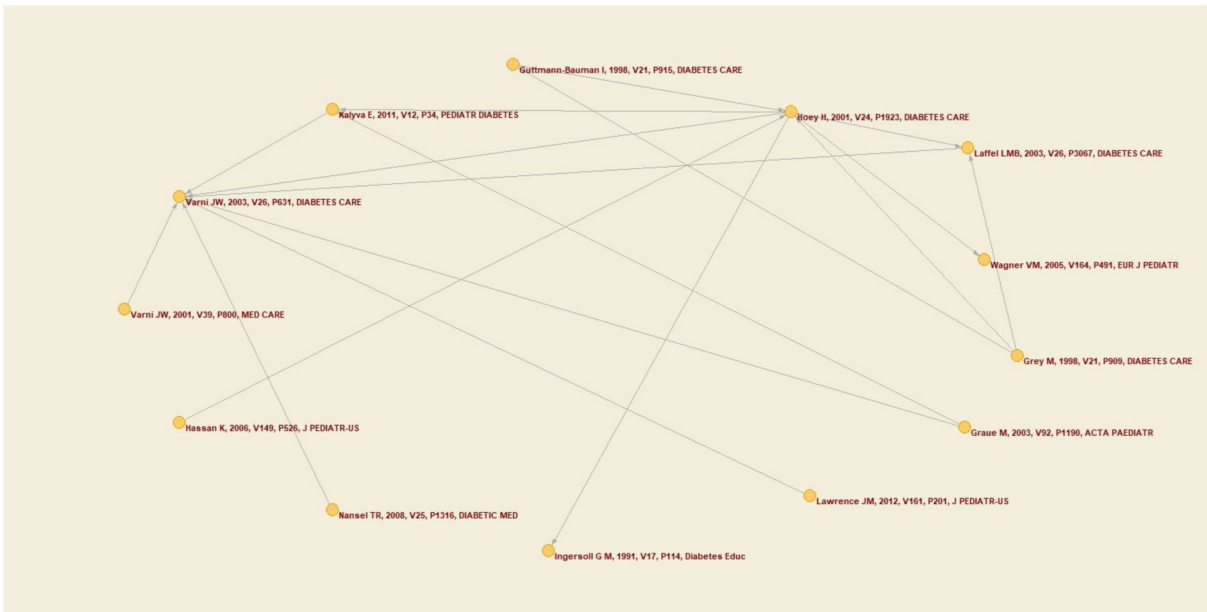 Guttmann-Bauman I, 1998, V21, P915, DIABETES CARE
Kalyva E, 2011, V12, P34, PEDIATR DIABETES
Hoey H, 2001, V24, P1923, DIABETES CARE
Laffel LMB, 2003, V26, P3067, DIABETES CARE
Varni JW, 2003, V26, P631, DIABETES CARE
Wagner VM, 2005, V164, P491, EUR J PEDIATR
Varni JW, 2001, V39, P800, MED CARE
Grey M, 1998, V21, P909, DIABETES CARE
Hassan K, 2006, V149, P526, J PEDIATR-US
Graue M, 2003, V92, P1190, ACTA PAEDIATR
Lawrence JM, 2012, V161, P201, J PEDIATR-US
Nansel TR, 2008, V25, P1316, DIABETIC MED
Ingersoll G M, 1991, V17, P114, Diabetes Educ